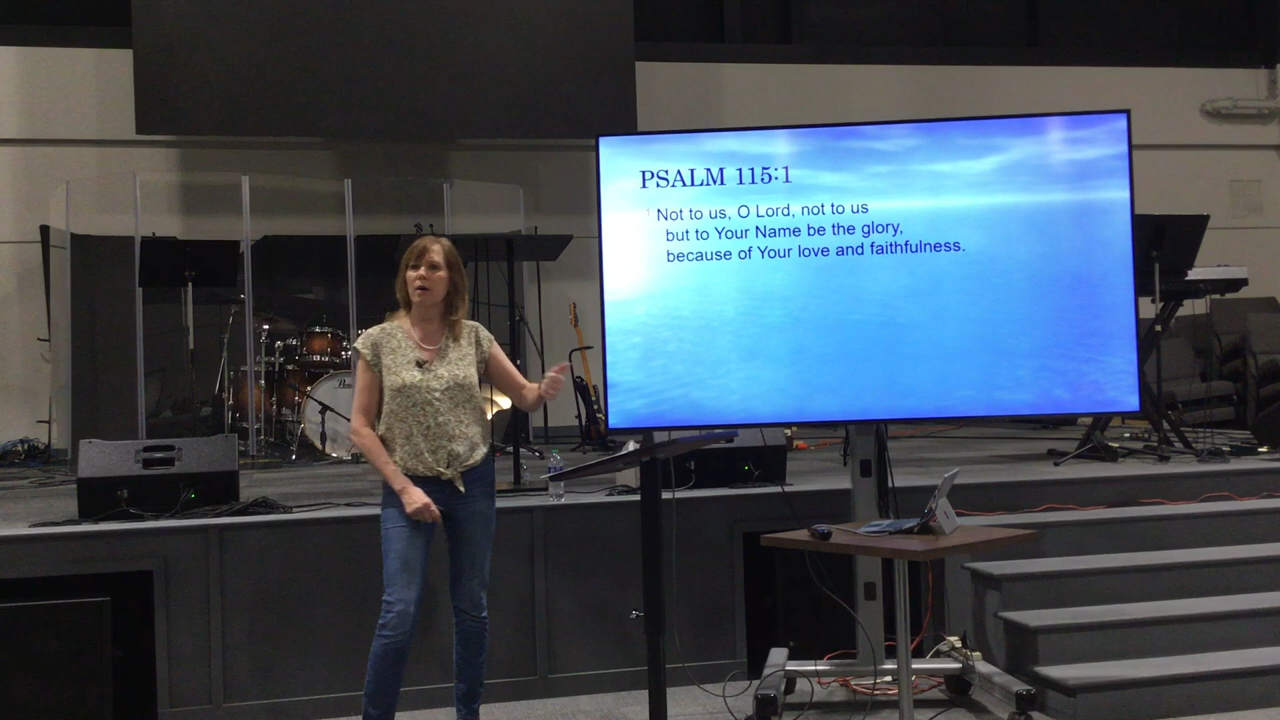 PSALM 115:1
1 Not to us, O Lord, not to us
but to Your Name be the glory,
because of Your love and faithfulness.